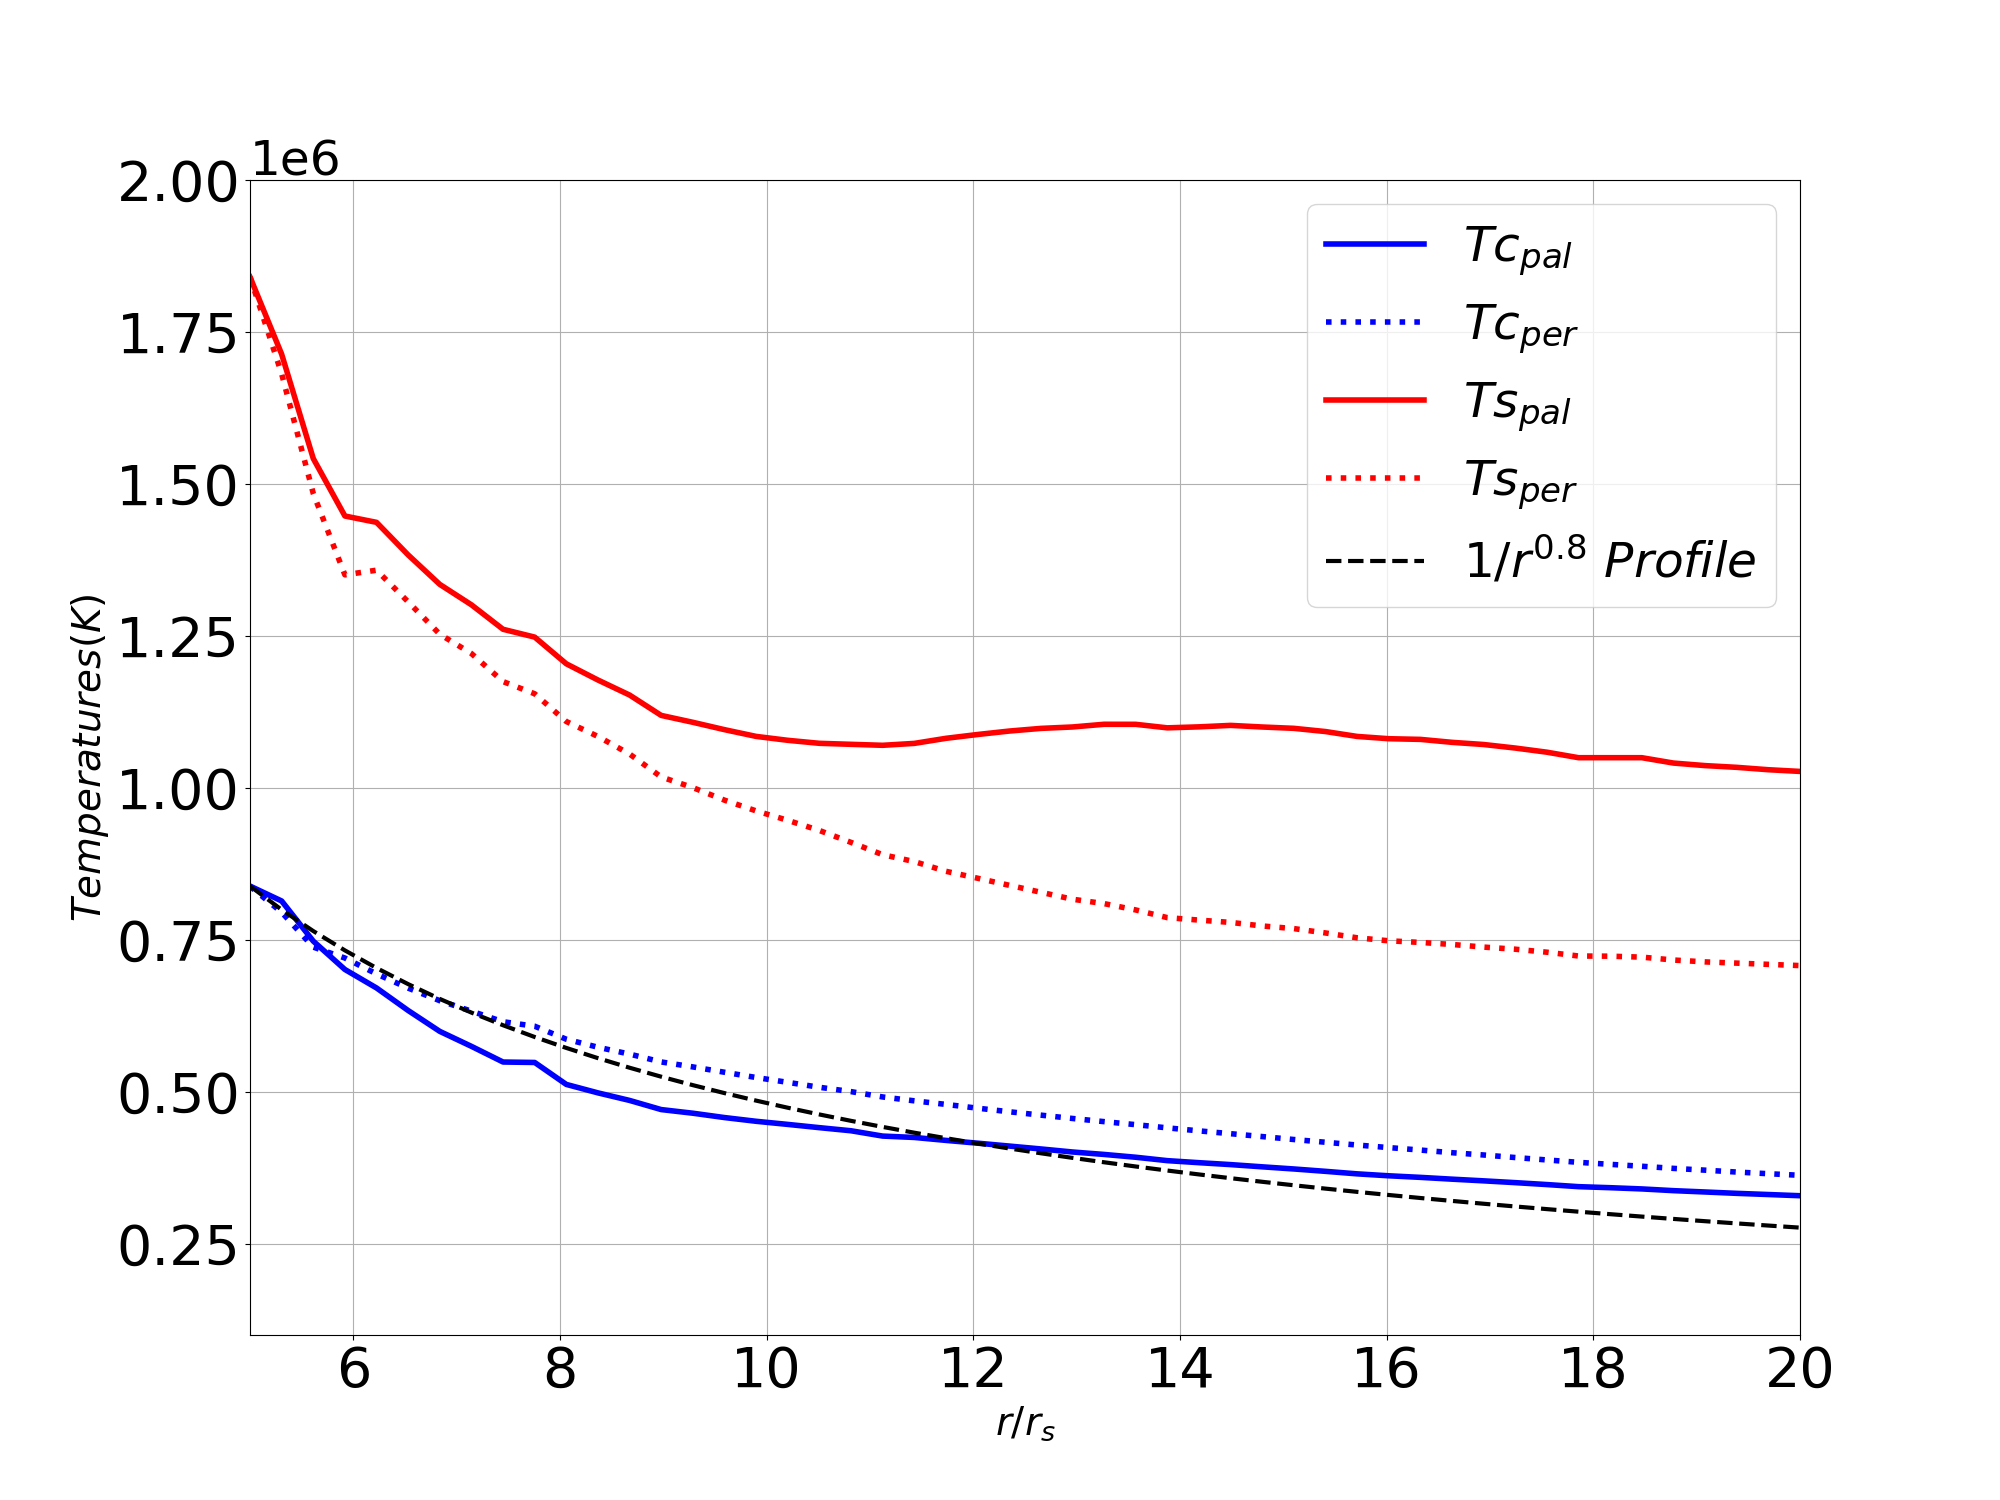 1e6
2.00
1.75
1.50
1.25
1.00
0.75
0.50
0.25
Temperatures(K)
Tc_pal
Tc_per
Ts_pal
Ts_per
1/r^0.8 Profile
6 8 10 12 14 16 18 20
r/r_s